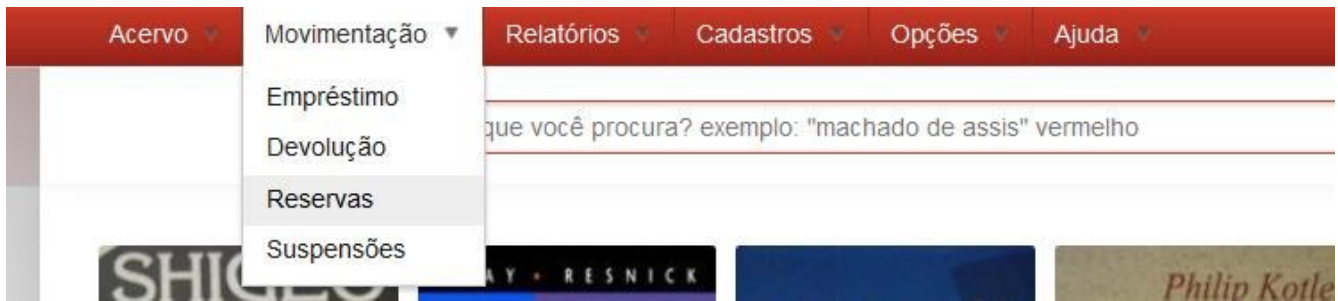 Acervo Movimentação Relatórios Cadastros Opções Ajuda
Empréstimo
que você procura? exemplo: "machado de assis" vermelho
Devolução
Reservas
Suspensões
RESNICK
Philip Kotle